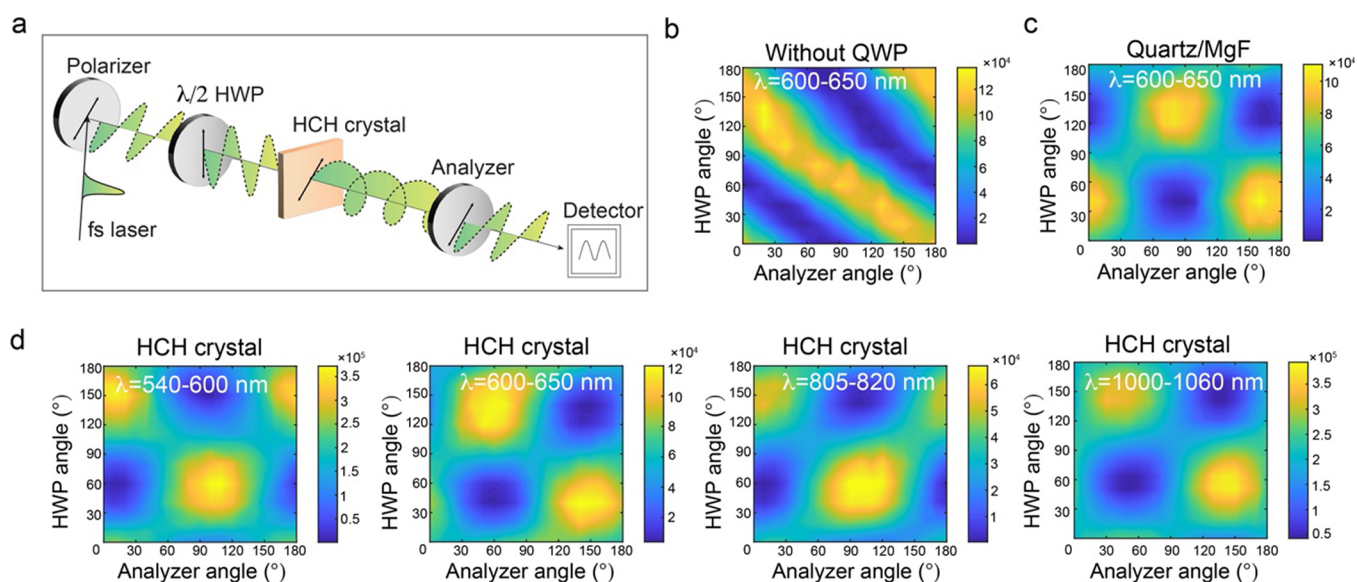 a
Polarizer
λ/2 HWP
HCH crystal
Analyzer
Detector
fs laser
b
Without QWP
×10⁴
λ=600-650 nm
HWP angle (°)
180
150
120
90
60
30
0 30 60 90 120 150 180
Analyzer angle (°)
12
10
8
6
4
2
c
Quartz/MgF
×10⁴
λ=600-650 nm
HWP angle (°)
180
150
120
90
60
30
0 30 60 90 120 150 180
Analyzer angle (°)
10
8
6
4
2
d
HCH crystal
×10⁵
λ=540-600 nm
HWP angle (°)
180
150
120
90
60
30
0 30 60 90 120 150 180
Analyzer angle (°)
3.5
3
2.5
2
1.5
1
0.5
HCH crystal
×10⁴
λ=600-650 nm
HWP angle (°)
180
150
120
90
60
30
0 30 60 90 120 150 180
Analyzer angle (°)
12
10
8
6
4
2
HCH crystal
×10⁴
λ=805-820 nm
HWP angle (°)
180
150
120
90
60
30
0 30 60 90 120 150 180
Analyzer angle (°)
6
5
4
3
2
1
HCH crystal
×10⁵
λ=1000-1060 nm
HWP angle (°)
180
150
120
90
60
30
0 30 60 90 120 150 180
Analyzer angle (°)
3.5
3
2.5
2
1.5
1
0.5